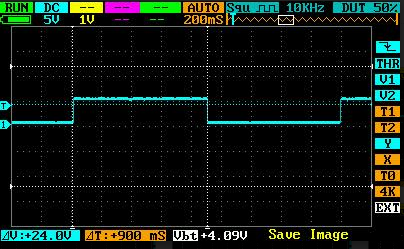 RUN DC -- -- -- AUTO Squ 10KHz DUT 50%
5V 1V 200mS
THR
V1
V2
T
T1
1
T2
Y
X
T0
4K
EXT
ΔV:+24.0V ΔT:+900 mS Vbt +4.09V Save Image